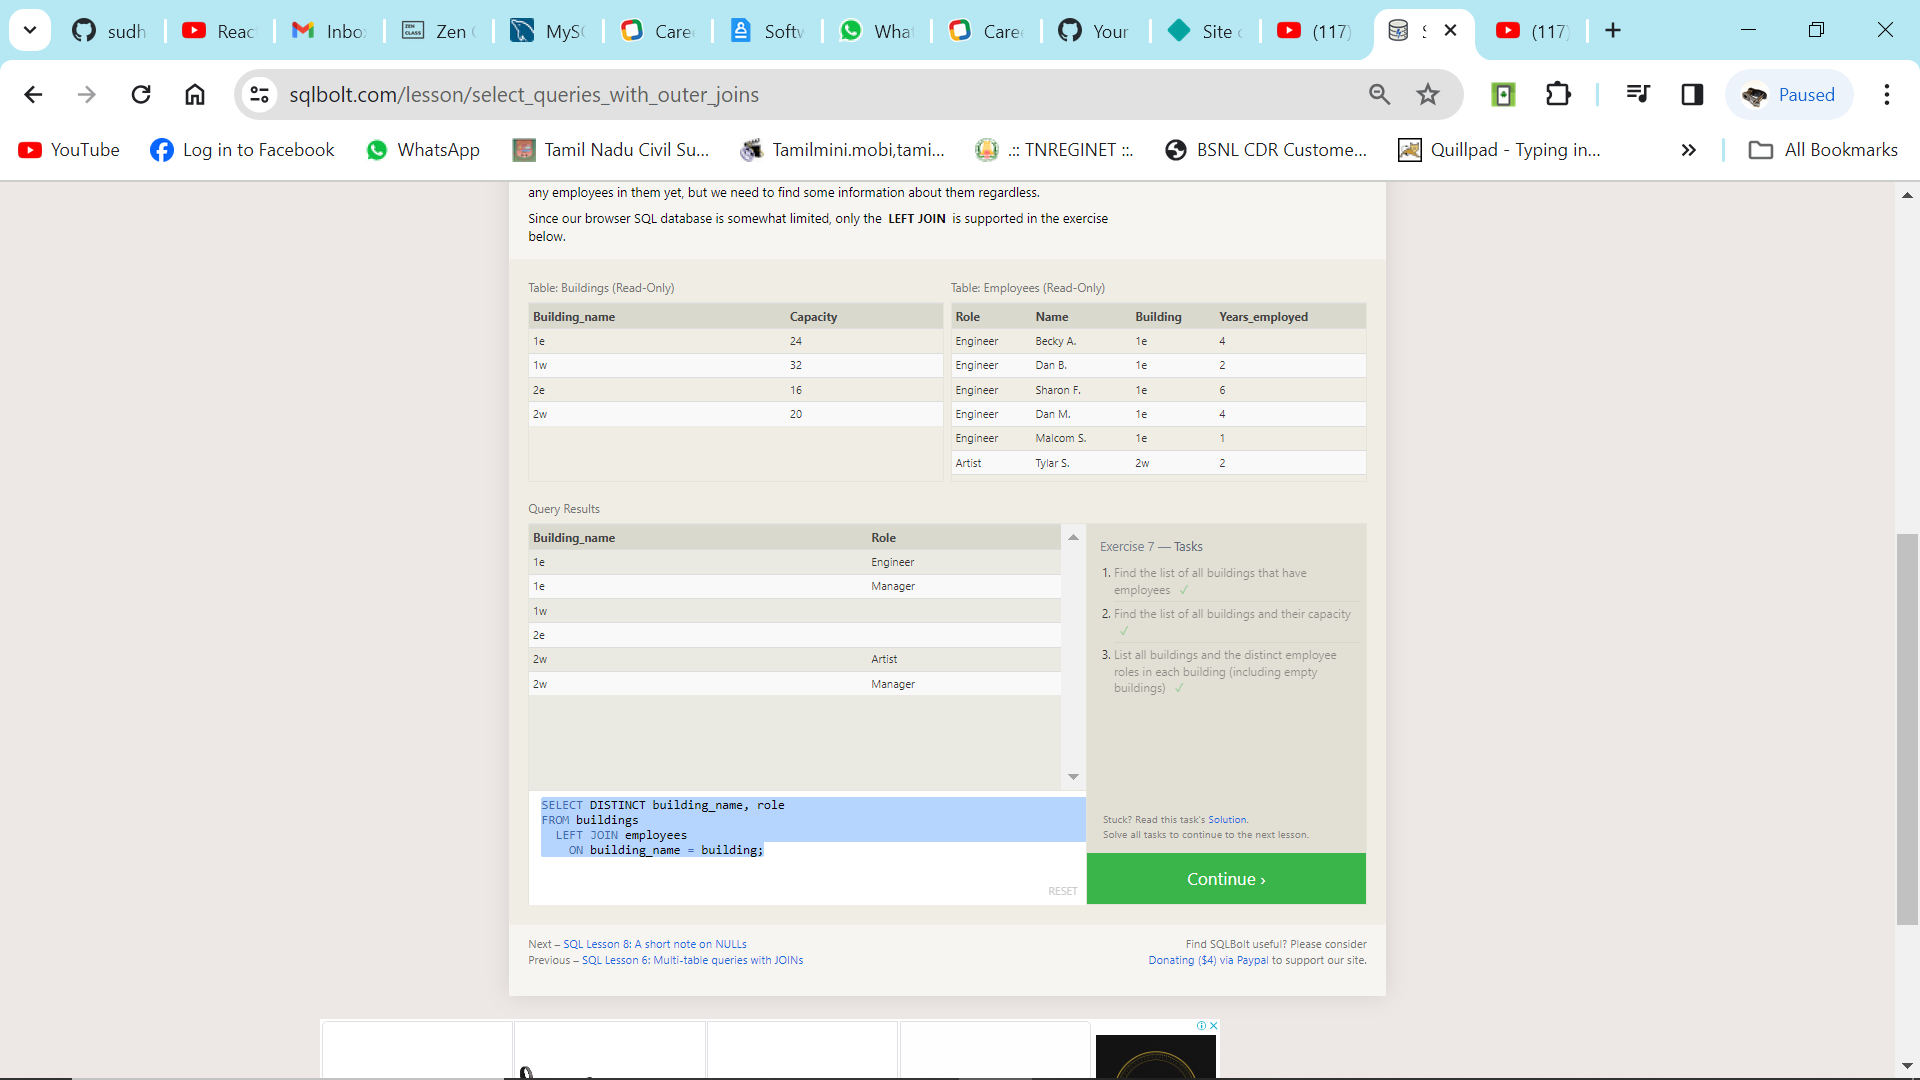 sudh
Reac
Inbo
ZEN CLASS
Zen
MyS
Care
Softw
What
Care
Your
Site
(117)
(117)
sqlbolt.com/lesson/select_queries_with_outer_joins
Paused
YouTube
Log in to Facebook
WhatsApp
Tamil Nadu Civil Su...
Tamilmini.mobi,tami...
.:: TNREGINET ::.
BSNL CDR Custome...
Quillpad - Typing in...
All Bookmarks
any employees in them yet, but we need to find some information about them regardless.
Since our browser SQL database is somewhat limited, only the LEFT JOIN is supported in the exercise
below.
Table: Buildings (Read-Only)
Building_name Capacity
1e 24
1w 32
2e 16
2w 20
Table: Employees (Read-Only)
Role Name Building Years_employed
Engineer Becky A. 1e 4
Engineer Dan B. 1e 2
Engineer Sharon F. 1e 6
Engineer Dan M. 1e 4
Engineer Malcom S. 1e 1
Artist Tylar S. 2w 2
Query Results
Building_name Role
1e Engineer
1e Manager
1w
2e
2w Artist
2w Manager
Exercise 7 — Tasks
1. Find the list of all buildings that have
employees ✓
2. Find the list of all buildings and their capacity
✓
3. List all buildings and the distinct employee
roles in each building (including empty
buildings) ✓
SELECT DISTINCT building_name, role
FROM buildings
LEFT JOIN employees
ON building_name = building;
RESET
Stuck? Read this task's Solution.
Solve all tasks to continue to the next lesson.
Continue ›
Next – SQL Lesson 8: A short note on NULLs
Previous – SQL Lesson 6: Multi-table queries with JOINs
Find SQLBolt useful? Please consider
Donating ($4) via Paypal to support our site.